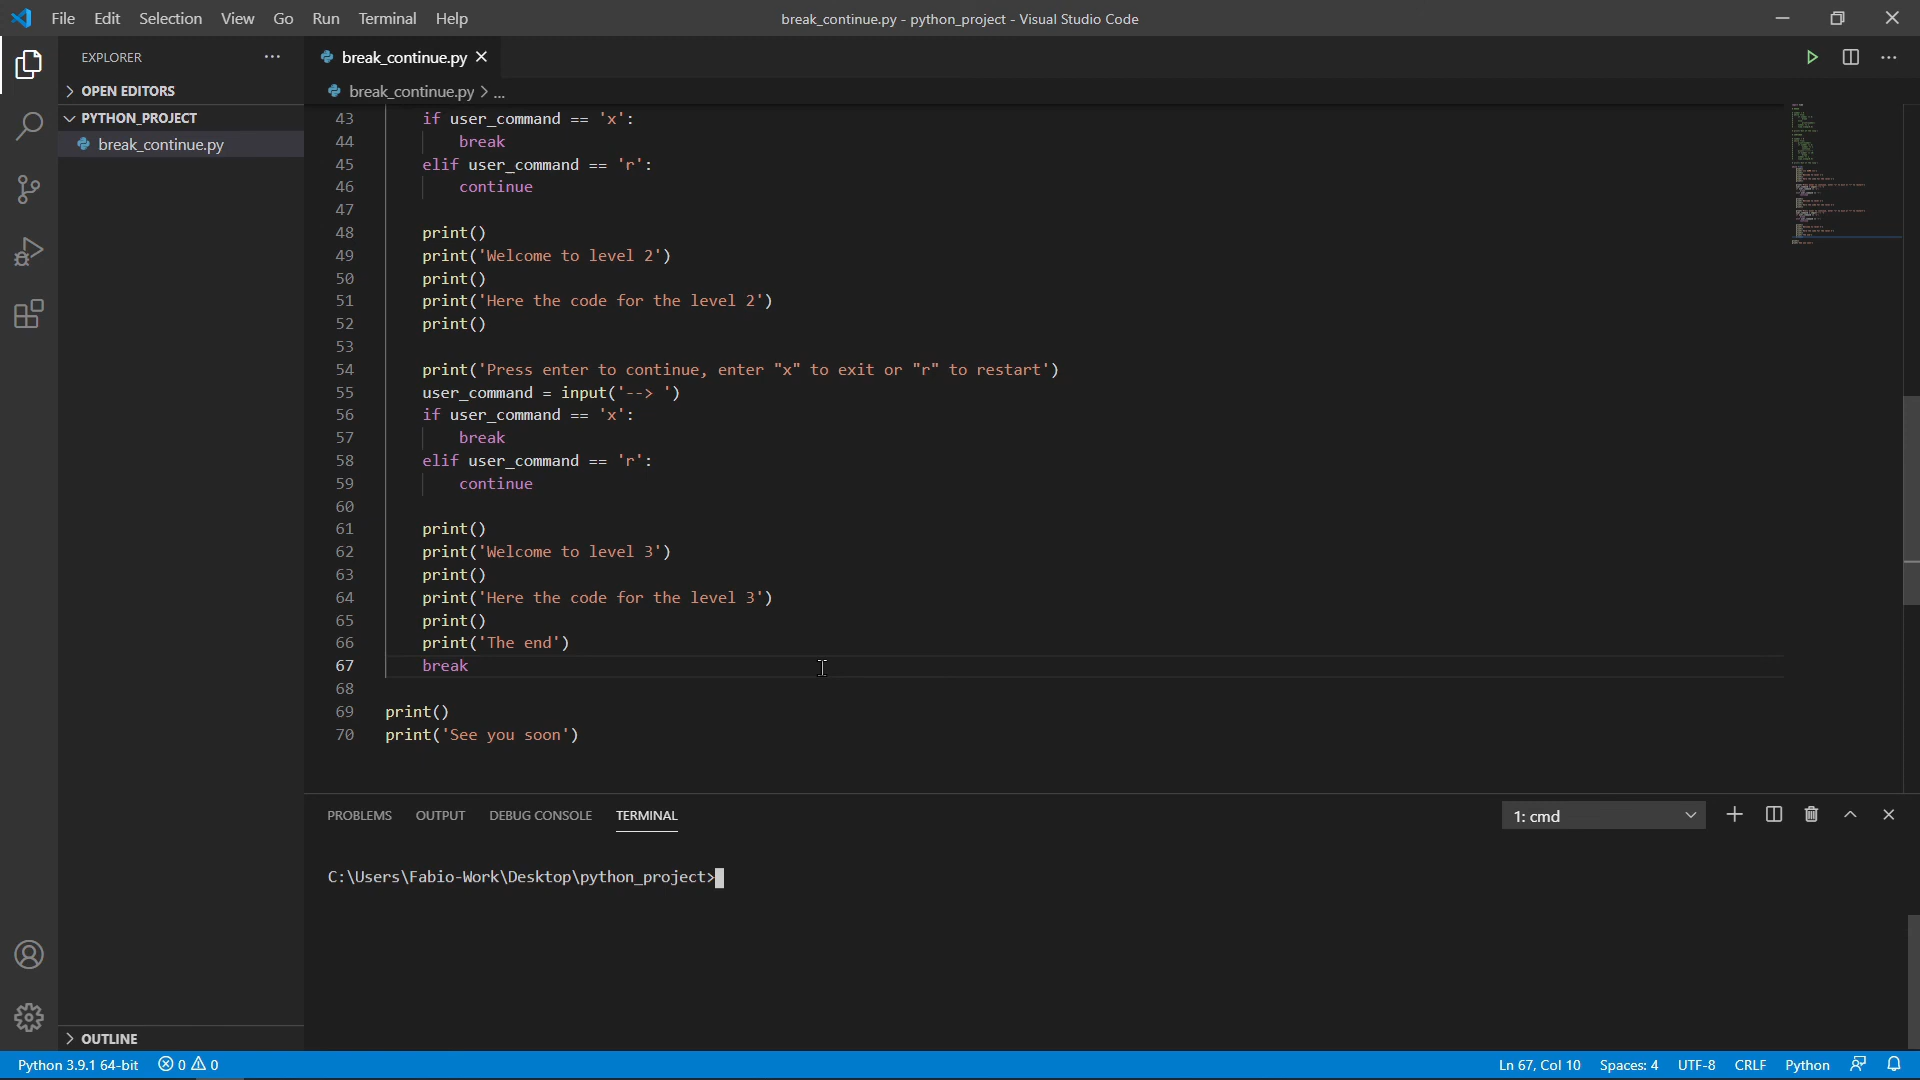 File Edit Selection View Go Run Terminal Help break_continue.py - python_project - Visual Studio Code
EXPLORER ...
OPEN EDITORS
PYTHON_PROJECT
break_continue.py
OUTLINE
break_continue.py
break_continue.py > ...
43 if user_command == 'x':
44 break
45 elif user_command == 'r':
46 continue
47
48 print()
49 print('Welcome to level 2')
50 print()
51 print('Here the code for the level 2')
52 print()
53
54 print('Press enter to continue, enter "x" to exit or "r" to restart')
55 user_command = input('--> ')
56 if user_command == 'x':
57 break
58 elif user_command == 'r':
59 continue
60
61 print()
62 print('Welcome to level 3')
63 print()
64 print('Here the code for the level 3')
65 print()
66 print('The end')
67 break
68
69 print()
70 print('See you soon')
PROBLEMS OUTPUT DEBUG CONSOLE TERMINAL 1: cmd
C:\Users\Fabio-Work\Desktop\python_project>
Python 3.9.1 64-bit 0 0 Ln 67, Col 10 Spaces: 4 UTF-8 CRLF Python